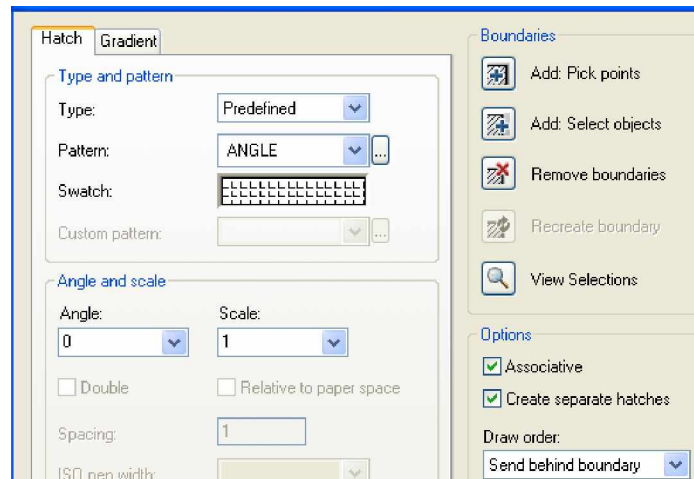 Hatch
Gradient
Type and pattern
Type:
Predefined
Pattern:
ANGLE
...
Swatch:
Custom pattern:
...
Angle and scale
Angle:
Scale:
0
1
Double
Relative to paper space
Spacing:
1
ISO pen width:
Boundaries
Add: Pick points
Add: Select objects
Remove boundaries
Recreate boundary
View Selections
Options
Associative
Create separate hatches
Draw order:
Send behind boundary